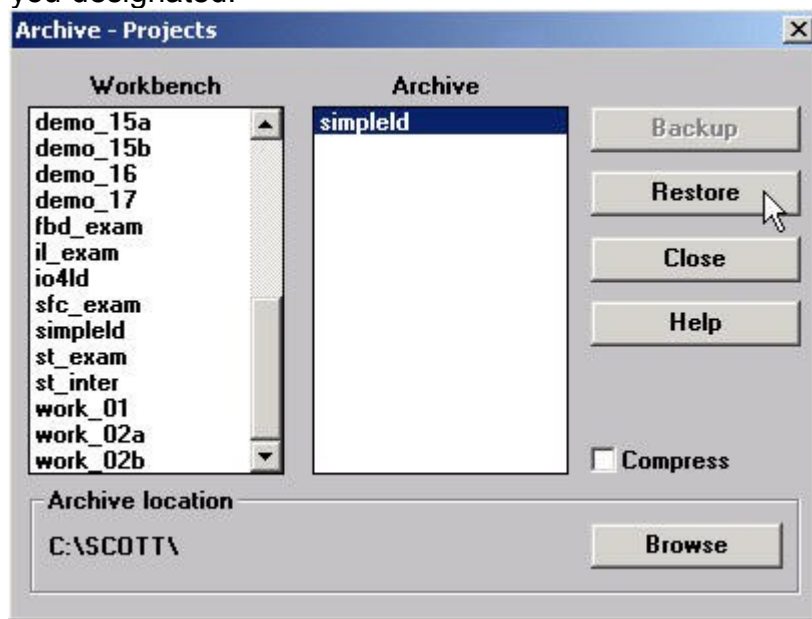 you designated.
Archive - Projects
Workbench
Archive
demo_15a
demo_15b
demo_16
demo_17
fbd_exam
il_exam
io4ld
sfc_exam
simpleld
st_exam
st_inter
work_01
work_02a
work_02b
simpleld
Backup
Restore
Close
Help
Compress
Archive location
C:\SCOTT\
Browse